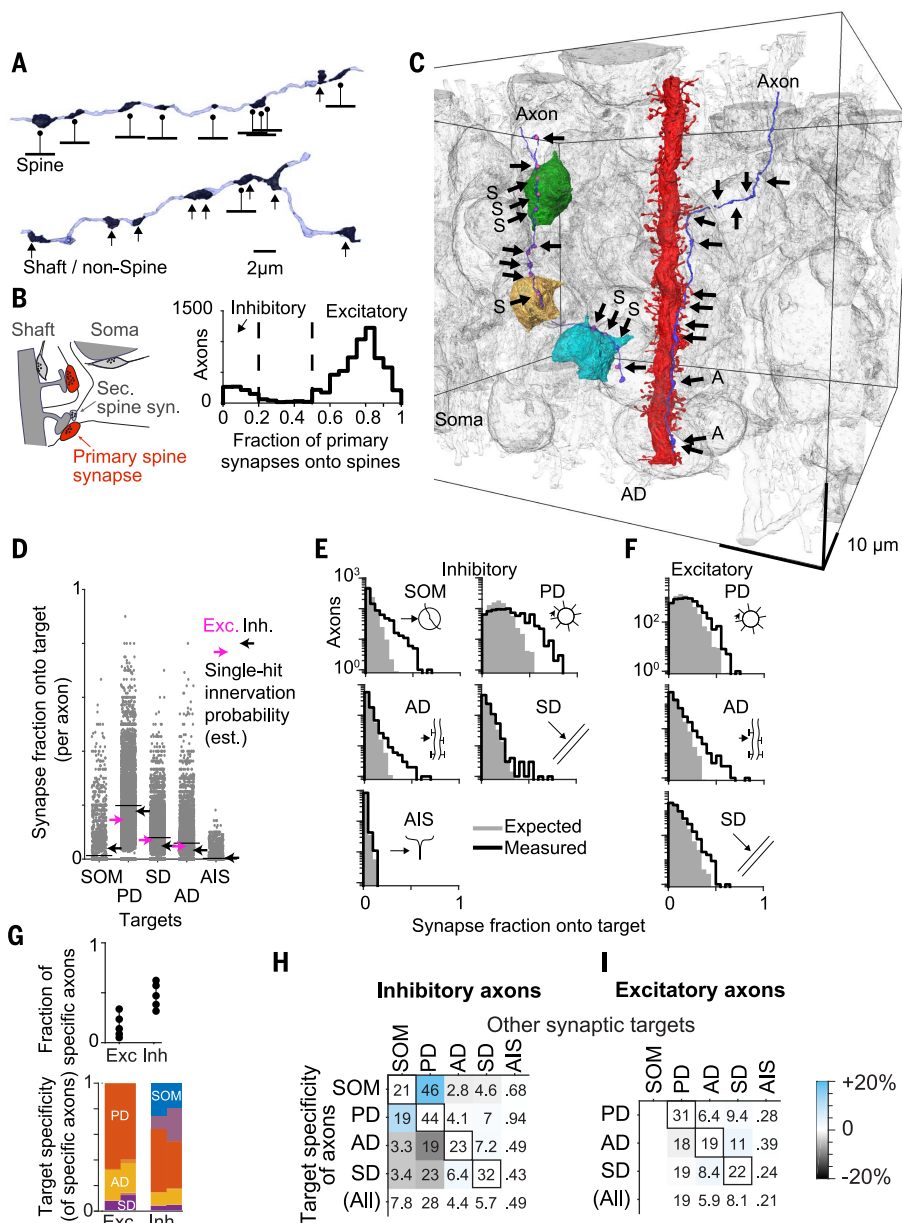 A
Spine
Shaft / non-Spine
2µm
B
Shaft
Soma
Sec.
spine syn.
Primary spine
synapse
1500
Axons
0
Inhibitory
Excitatory
0 0.2 0.4 0.6 0.8 1
Fraction of primary
synapses onto spines
C
Axon
Axon
S
S
S
S
S
S
S
A
A
Soma
AD
10 µm
D
1
0
Synapse fraction onto target
(per axon)
Exc. Inh.
Single-hit
innervation
probability
(est.)
SOM
PD
SD
AD
AIS
Targets
E
Inhibitory
10³
Axons
10⁰
SOM
PD
AD
SD
AIS
Expected
Measured
0 1
0 1
Synapse fraction onto target
F
Excitatory
10²
10⁰
PD
AD
SD
0 1
G
1
0
Fraction of
specific axons
Exc Inh
1
0
Target specificity
(of specific axons)
PD
AD
SD
SOM
Exc Inh
H
Inhibitory axons
Other synaptic targets
SOM PD AD SD AIS
Target specificity
of axons
SOM 21 46 2.8 4.6 .68
PD 19 44 4.1 7 .94
AD 3.3 19 23 7.2 .49
SD 3.4 23 6.4 32 .43
(All) 7.8 28 4.4 5.7 .49
I
Excitatory axons
SOM PD AD SD AIS
PD 31 6.4 9.4 .28
AD 18 19 11 .39
SD 19 8.4 22 .24
(All) 19 5.9 8.1 .21
+20%
0
-20%